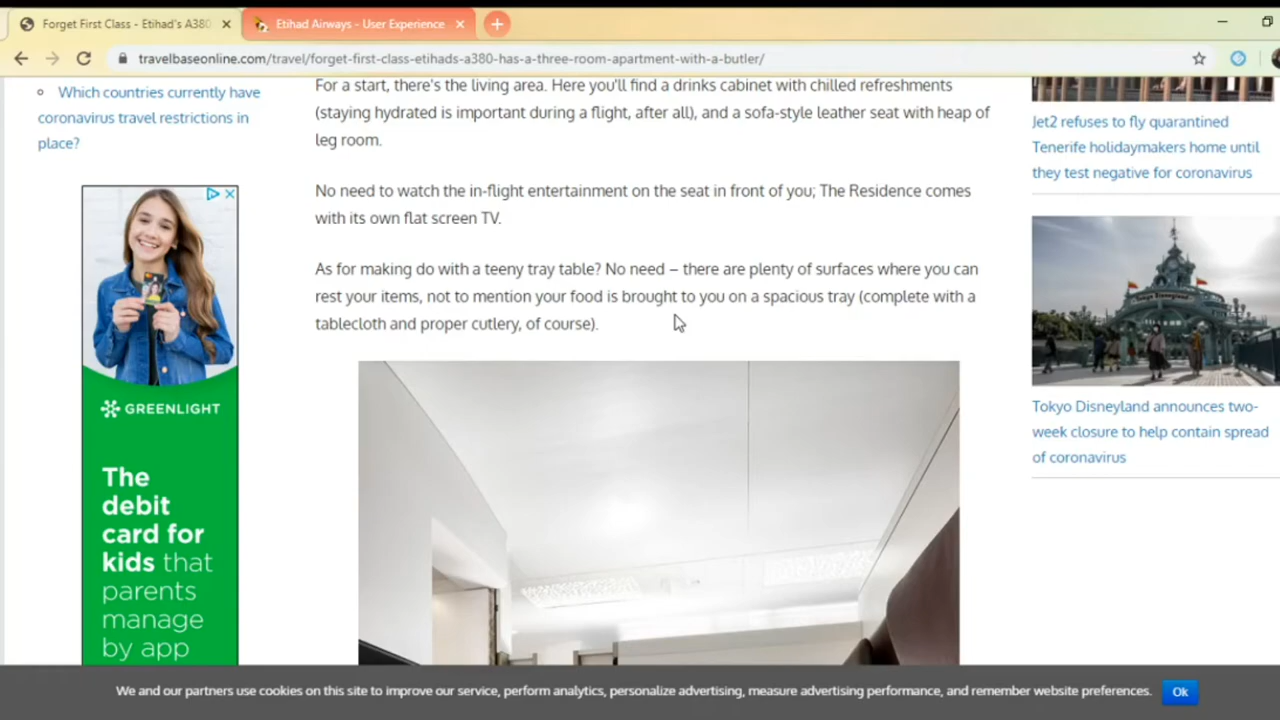 Forget First Class - Etihad's A380
Etihad Airways - User Experience
travelbaseonline.com/travel/forget-first-class-etihads-a380-has-a-three-room-apartment-with-a-butler/
Which countries currently have
coronavirus travel restrictions in
place?
GREENLIGHT
The
debit
card for
kids that
parents
manage
by app
For a start, there's the living area. Here you'll find a drinks cabinet with chilled refreshments
(staying hydrated is important during a flight, after all), and a sofa-style leather seat with heap of
leg room.
No need to watch the in-flight entertainment on the seat in front of you; The Residence comes
with its own flat screen TV.
As for making do with a teeny tray table? No need – there are plenty of surfaces where you can
rest your items, not to mention your food is brought to you on a spacious tray (complete with a
tablecloth and proper cutlery, of course).
Jet2 refuses to fly quarantined
Tenerife holidaymakers home until
they test negative for coronavirus
Tokyo Disneyland announces two-
week closure to help contain spread
of coronavirus
We and our partners use cookies on this site to improve our service, perform analytics, personalize advertising, measure advertising performance, and remember website preferences.
Ok